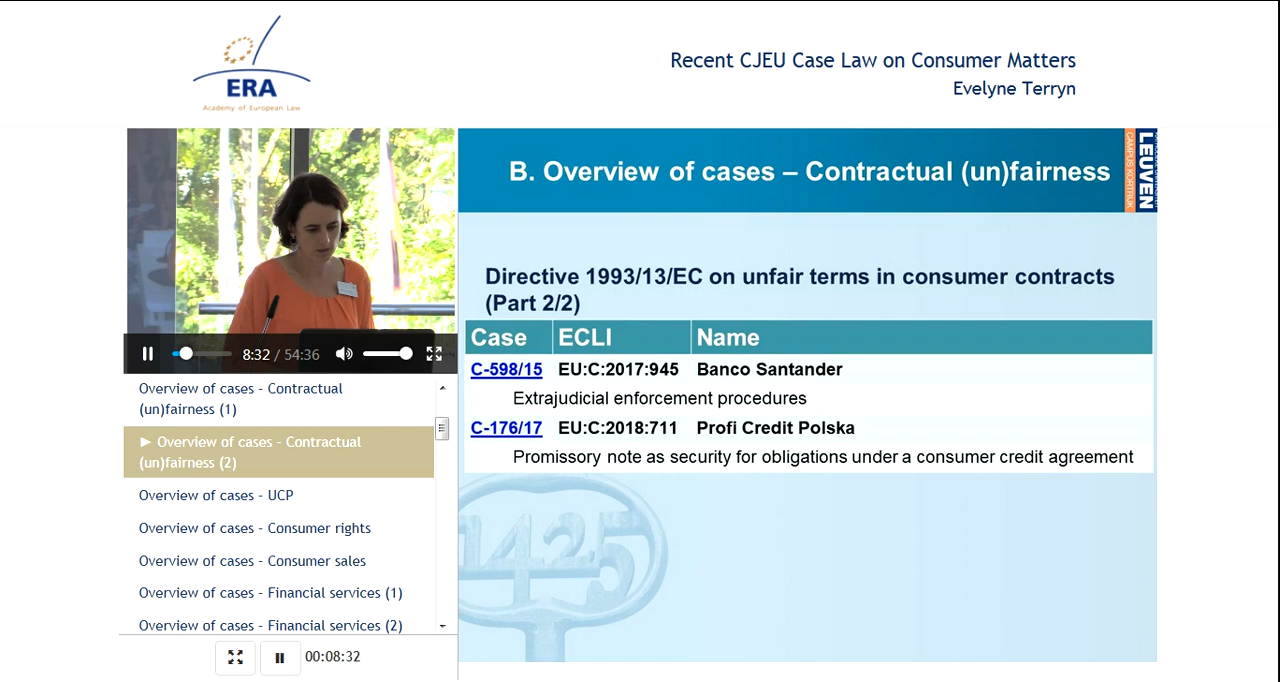 ERA
Academy of European Law
Recent CJEU Case Law on Consumer Matters
Evelyne Terryn
8:32 / 54:36
Overview of cases - Contractual
(un)fairness (1)
► Overview of cases - Contractual
(un)fairness (2)
Overview of cases - UCP
Overview of cases - Consumer rights
Overview of cases - Consumer sales
Overview of cases - Financial services (1)
Overview of cases - Financial services (2)
00:08:32
B. Overview of cases – Contractual (un)fairness
LEUVEN
CAMPUS KORTRIJK
Directive 1993/13/EC on unfair terms in consumer contracts
(Part 2/2)
Case ECLI Name
C-598/15 EU:C:2017:945 Banco Santander
Extrajudicial enforcement procedures
C-176/17 EU:C:2018:711 Profi Credit Polska
Promissory note as security for obligations under a consumer credit agreement
1425